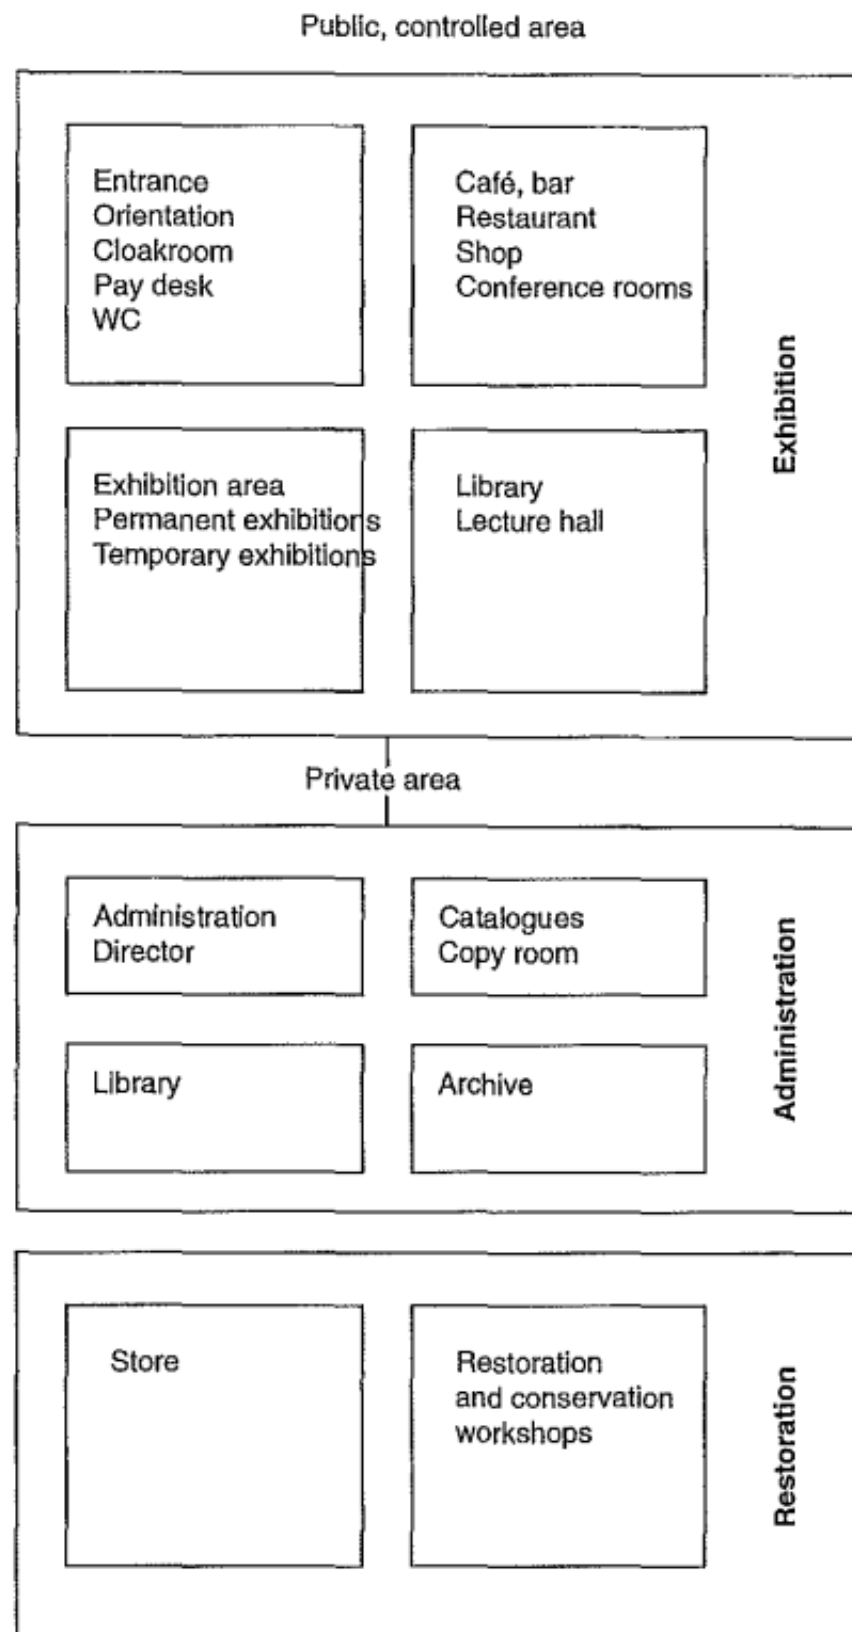 Public, controlled area
Entrance
Orientation
Cloakroom
Pay desk
WC
Café, bar
Restaurant
Shop
Conference rooms
Exhibition area
Permanent exhibitions
Temporary exhibitions
Library
Lecture hall
Exhibition
Private area
Administration
Director
Catalogues
Copy room
Library
Archive
Administration
Store
Restoration
and conservation
workshops
Restoration